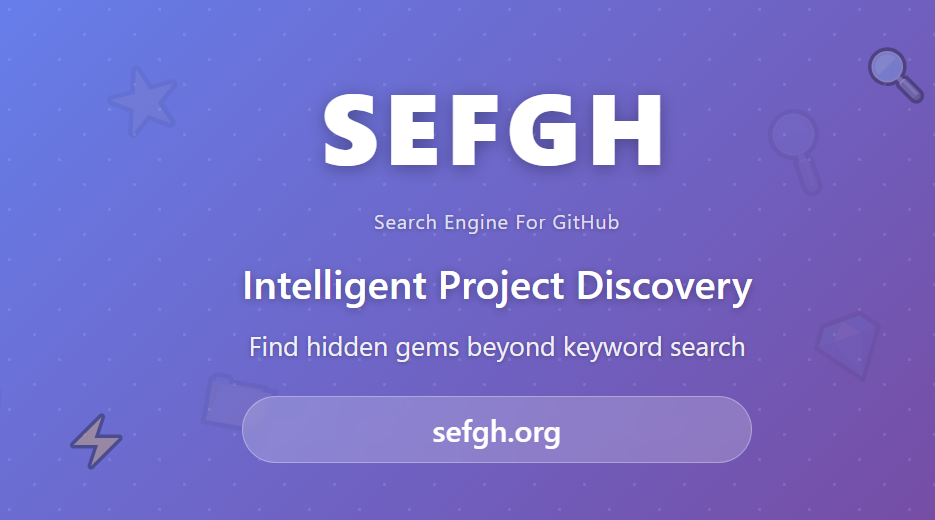 SEFGH
Search Engine For GitHub
Intelligent Project Discovery
Find hidden gems beyond keyword search
sefgh.org